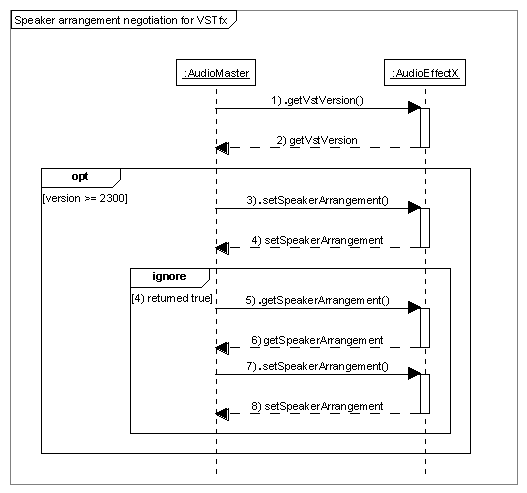 Speaker arrangement negotiation for VSTfx
:AudioMaster
:AudioEffectX
1) .getVstVersion()
2) getVstVersion
opt
[version >= 2300]
3) .setSpeakerArrangement()
4) setSpeakerArrangement
ignore
[4) returned true]
5) .getSpeakerArrangement()
6) getSpeakerArrangement
7) .setSpeakerArrangement()
8) setSpeakerArrangement